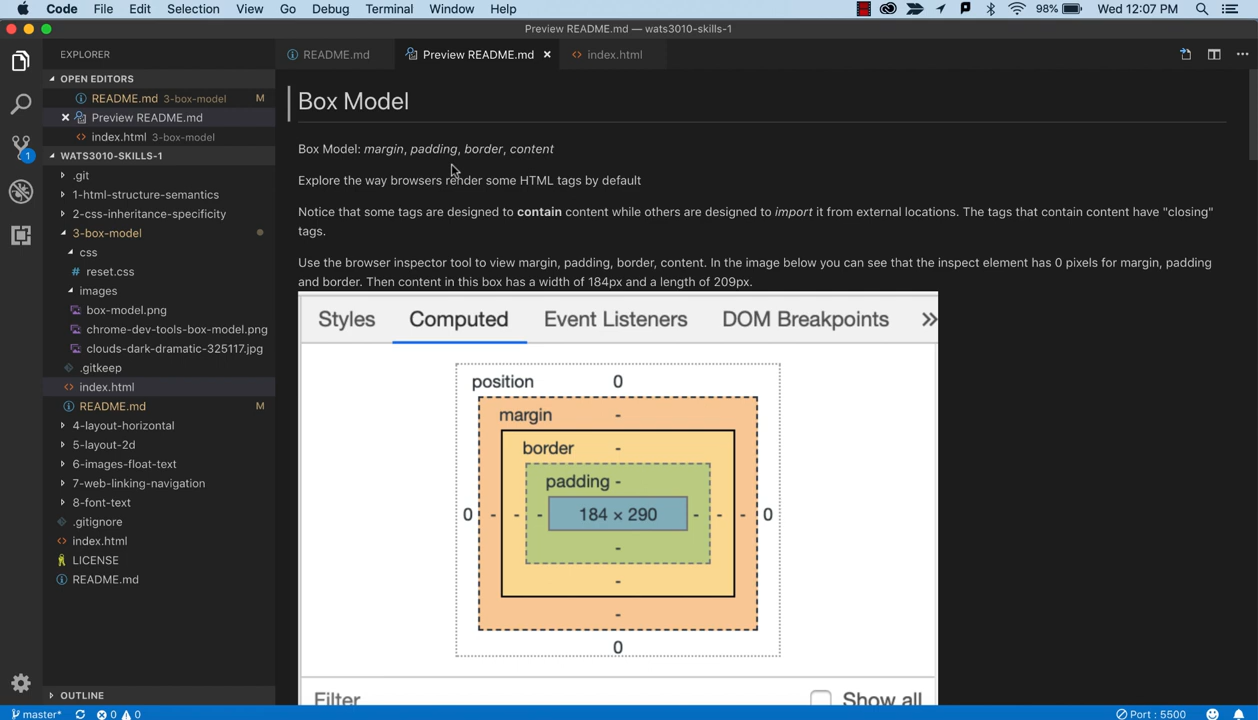 Code File Edit Selection View Go Debug Terminal Window Help 98% Wed 12:07 PM
Preview README.md — wats3010-skills-1
EXPLORER
README.md
Preview README.md ×
<> index.html
OPEN EDITORS
README.md 3-box-model M
× Preview README.md
<> index.html 3-box-model
WATS3010-SKILLS-1
.git
1-html-structure-semantics
2-css-inheritance-specificity
3-box-model
css
# reset.css
images
box-model.png
chrome-dev-tools-box-model.png
clouds-dark-dramatic-325117.jpg
.gitkeep
<> index.html
README.md M
4-layout-horizontal
5-layout-2d
6-images-float-text
7-web-linking-navigation
8-font-text
.gitignore
<> index.html
LICENSE
README.md
OUTLINE
1
Box Model
Box Model: margin, padding, border, content
Explore the way browsers render some HTML tags by default
Notice that some tags are designed to contain content while others are designed to import it from external locations. The tags that contain content have "closing"
tags.
Use the browser inspector tool to view margin, padding, border, content. In the image below you can see that the inspect element has 0 pixels for margin, padding
and border. Then content in this box has a width of 184px and a length of 209px.
Styles Computed Event Listeners DOM Breakpoints »
position 0
margin -
border -
padding -
0 - - - 184 × 290 - - - 0
-
-
-
0
Filter Show all
master* 0 0 Port : 5500